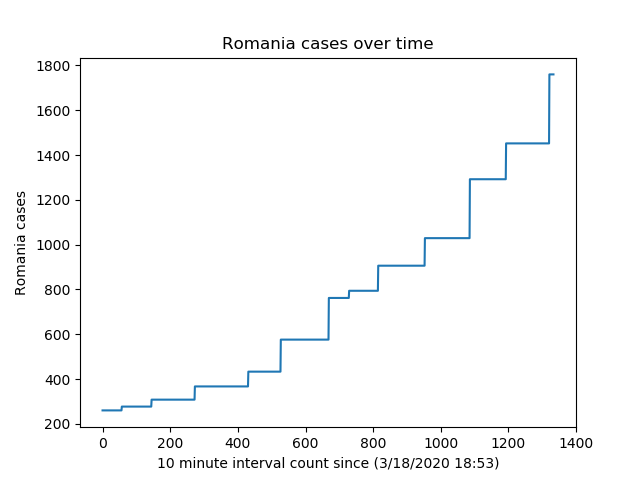 Romania cases over time
Romania cases
1800
1600
1400
1200
1000
800
600
400
200
0 200 400 600 800 1000 1200 1400
10 minute interval count since (3/18/2020 18:53)